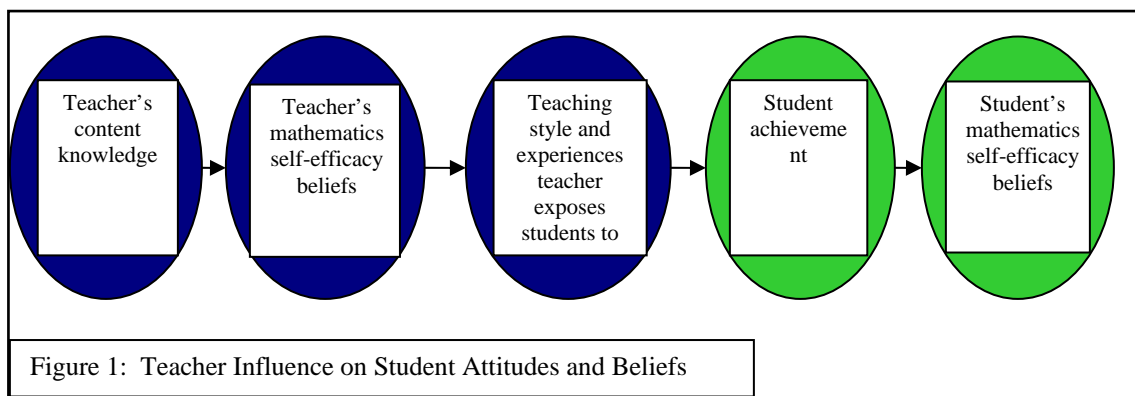 Teacher’s
content
knowledge
Teacher’s
mathematics
self-efficacy
beliefs
Teaching
style and
experiences
teacher
exposes
students to
Student
achieveme
nt
Student’s
mathematics
self-efficacy
beliefs
Figure 1:  Teacher Influence on Student Attitudes and Beliefs